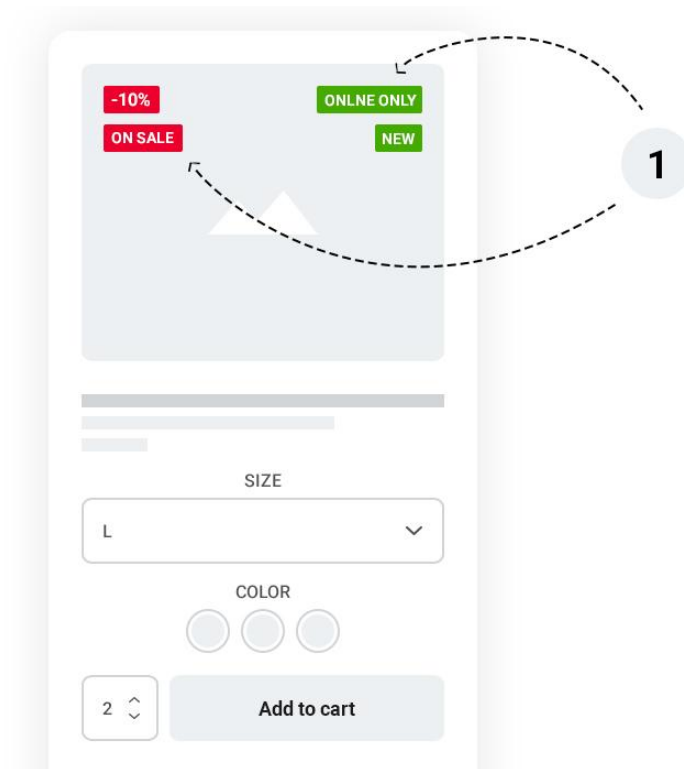 -10%
ONLNE ONLY
ON SALE
NEW
1
SIZE
L
COLOR
2
Add to cart